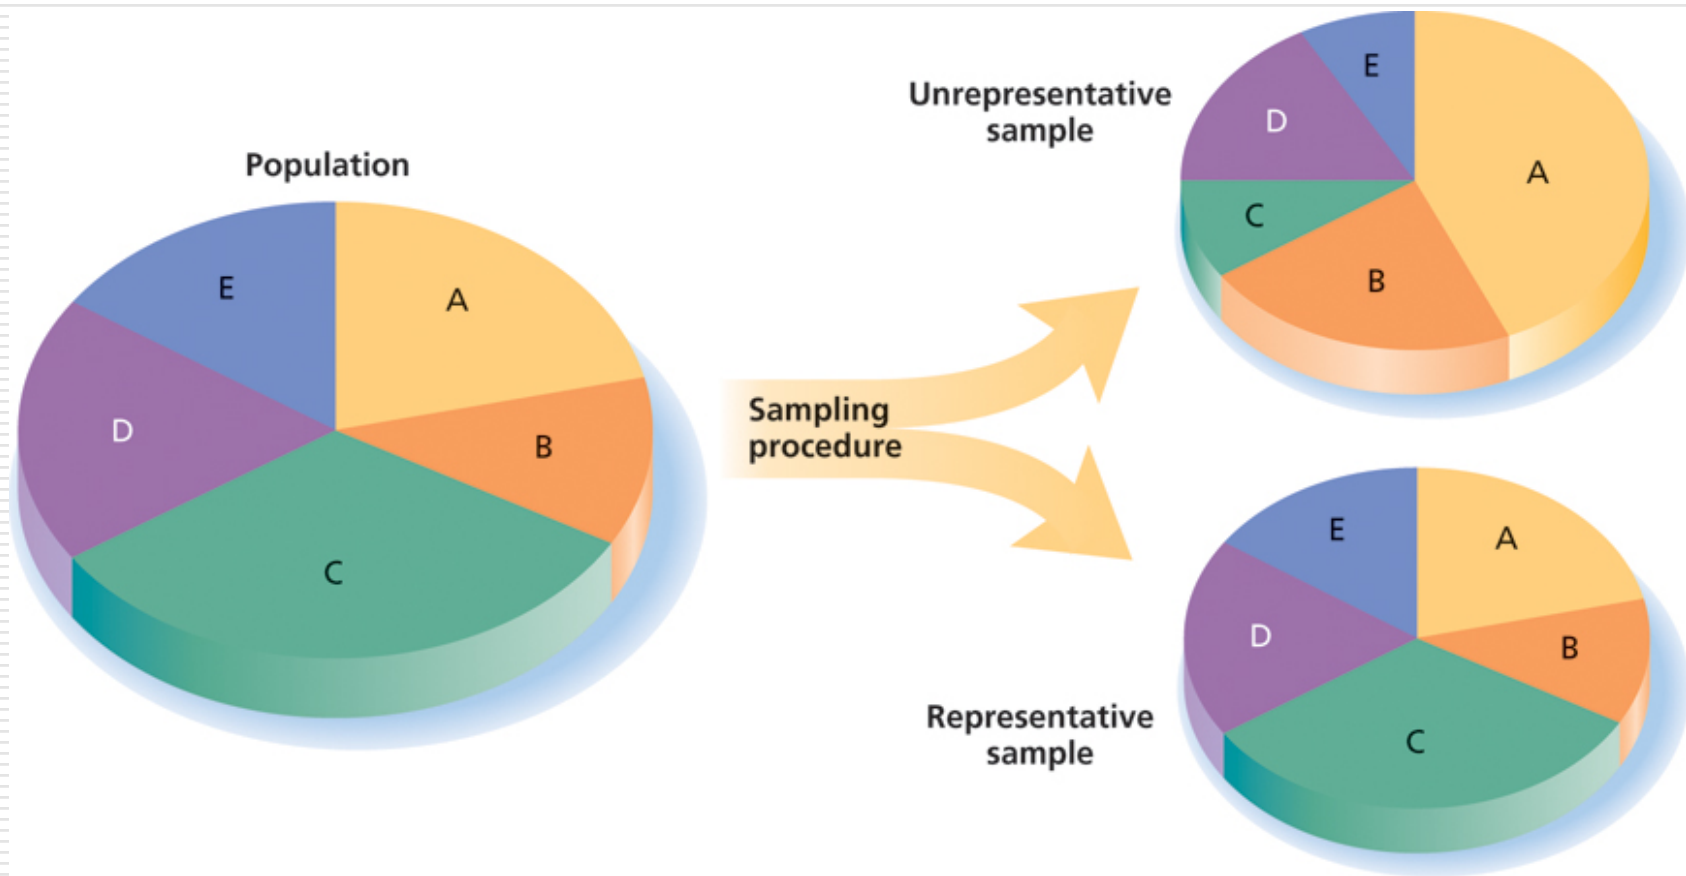 Population
E
A
D
B
C
Sampling
procedure
Unrepresentative
sample
E
D
A
C
B
Representative
sample
E
A
D
B
C